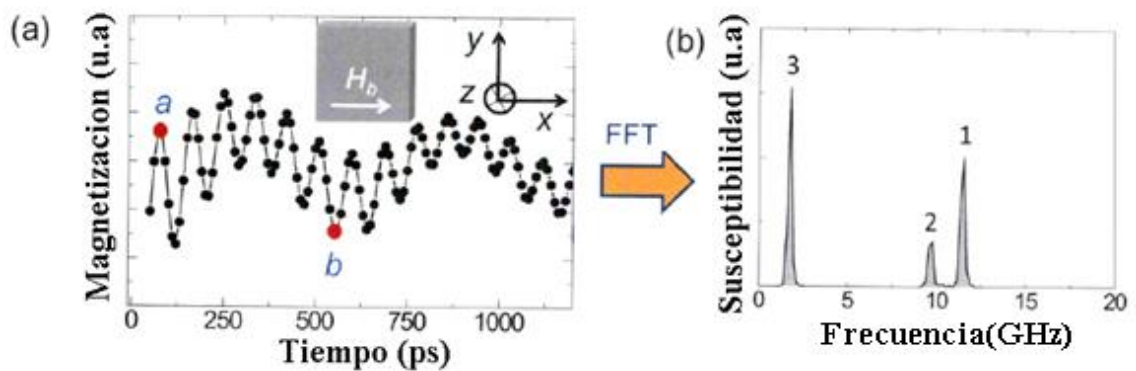 (a)
Magnetizacion (u.a)
a
b
H_b
y
z
x
0
250
500
750
1000
Tiempo (ps)
FFT
(b)
Susceptibilidad (u.a)
3
2
1
0
5
10
15
20
Frecuencia(GHz)